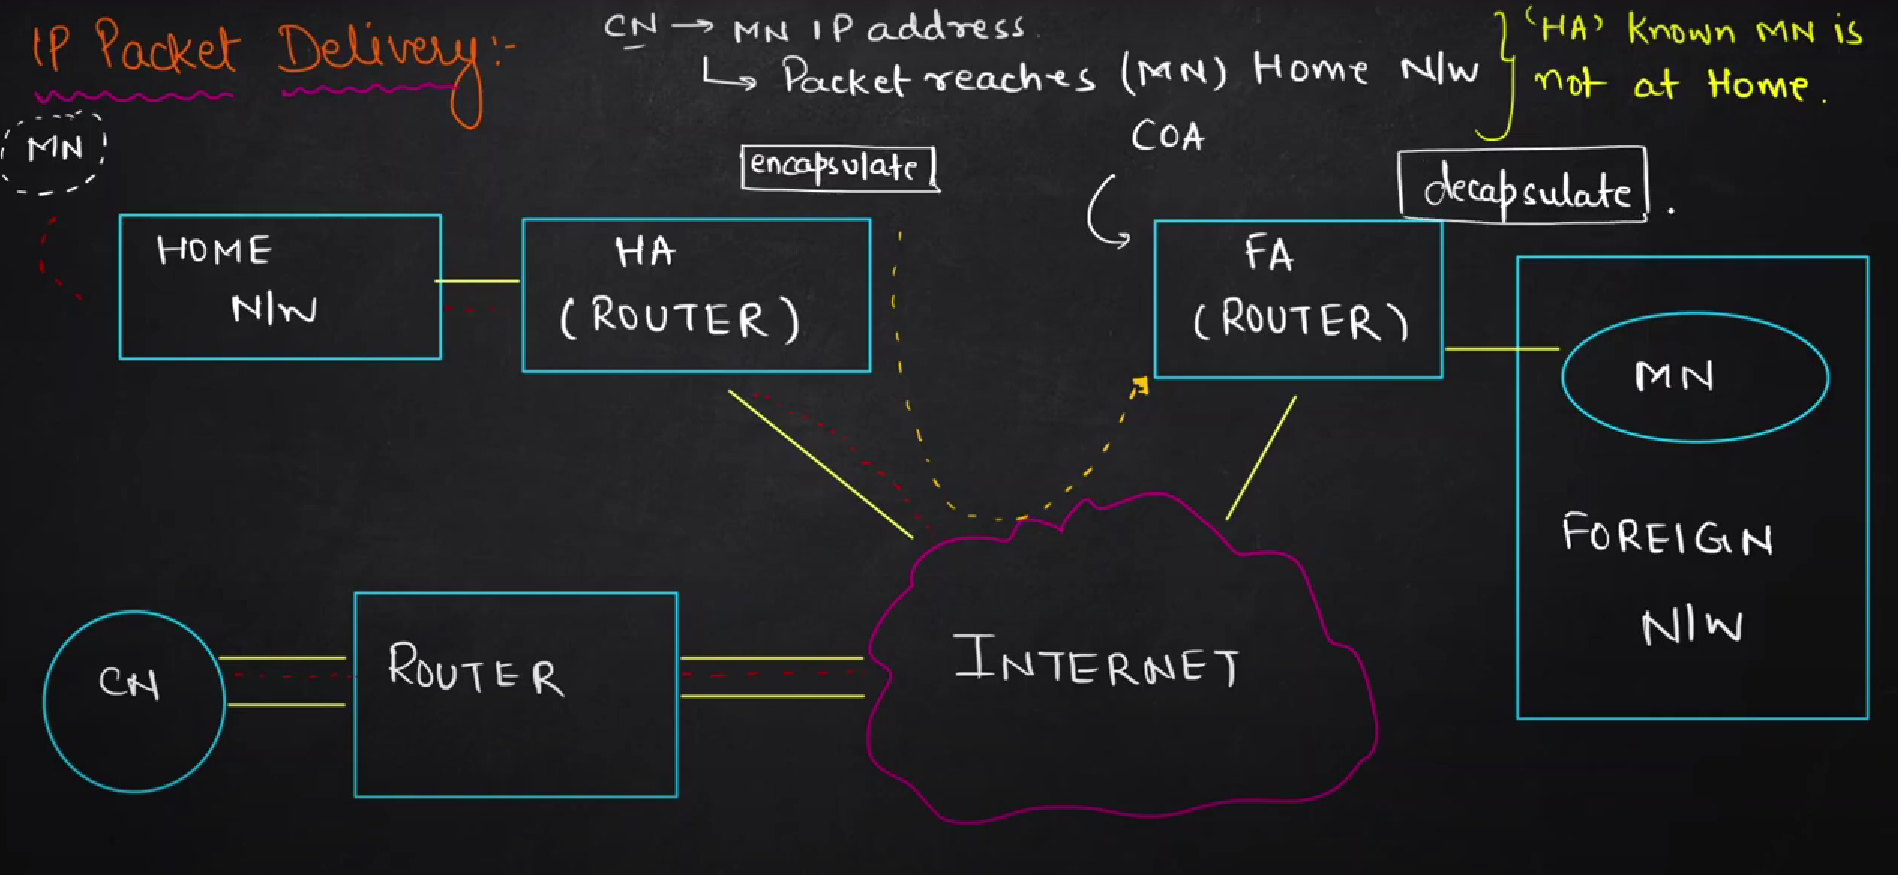 IP Packet Delivery:-
CN → MN IP address.
↳ Packet reaches (MN) Home N/W
'HA' Known MN is
not at Home.
MN
encapsulate
COA
decapsulate.
HOME
N/W
HA
(ROUTER)
FA
(ROUTER)
MN
FOREIGN
N/W
CN
ROUTER
INTERNET